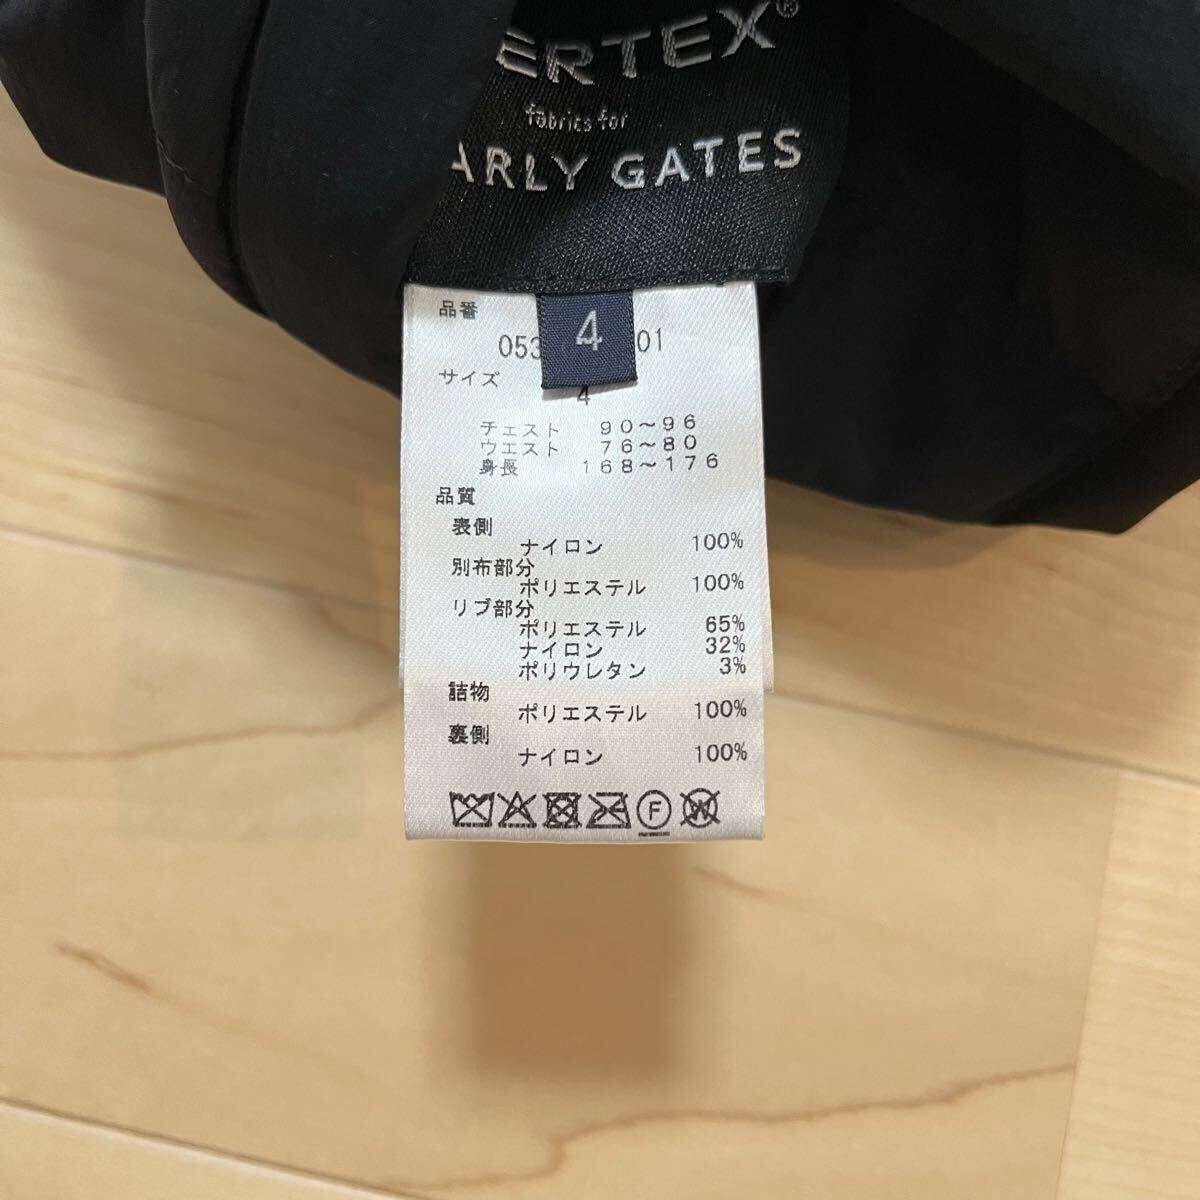 ERTEX®
fabrics for
ARLY GATES
品番
4
053 01
サイズ
4
チェスト 90～96
ウエスト 76～80
身長 168～176
品質
表側
ナイロン 100%
別布部分
ポリエステル 100%
リブ部分
ポリエステル 65%
ナイロン 32%
ポリウレタン 3%
詰物
ポリエステル 100%
裏側
ナイロン 100%
F W